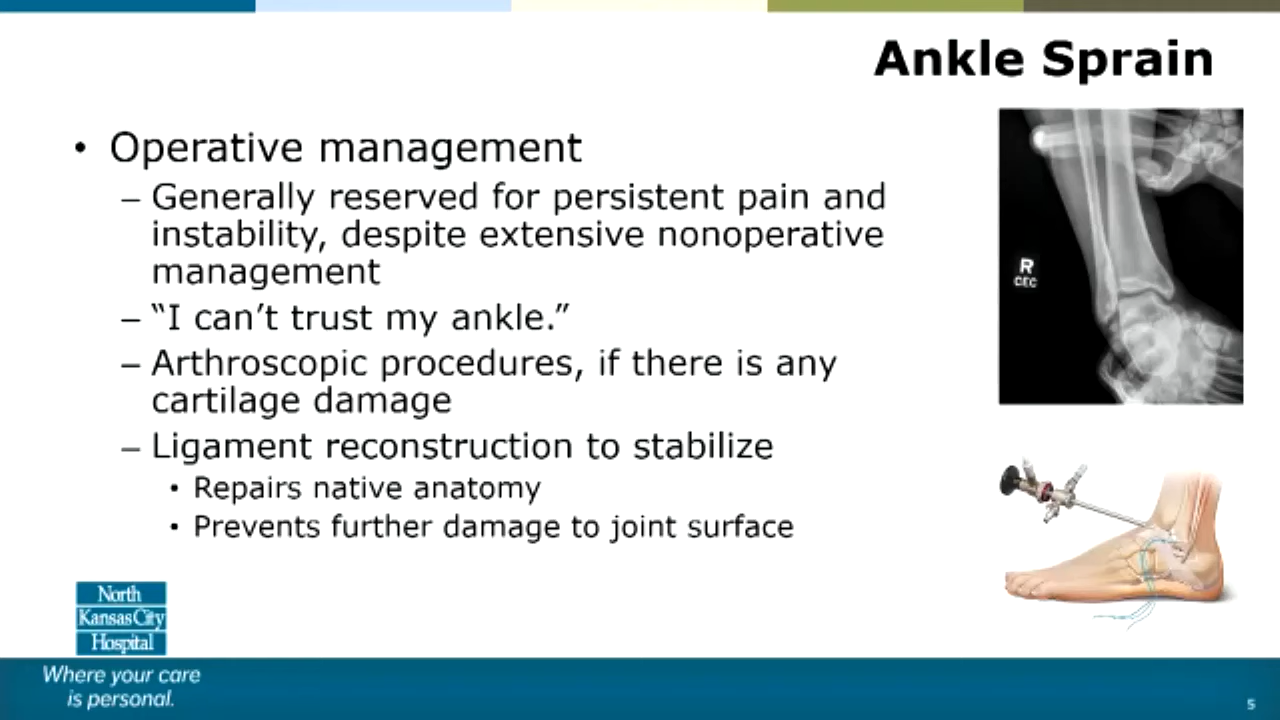 Ankle Sprain
• Operative management
– Generally reserved for persistent pain and
instability, despite extensive nonoperative
management
– “I can’t trust my ankle.”
– Arthroscopic procedures, if there is any
cartilage damage
– Ligament reconstruction to stabilize
• Repairs native anatomy
• Prevents further damage to joint surface
R
CEC
North
Kansas City
Hospital
Where your care
is personal.
5